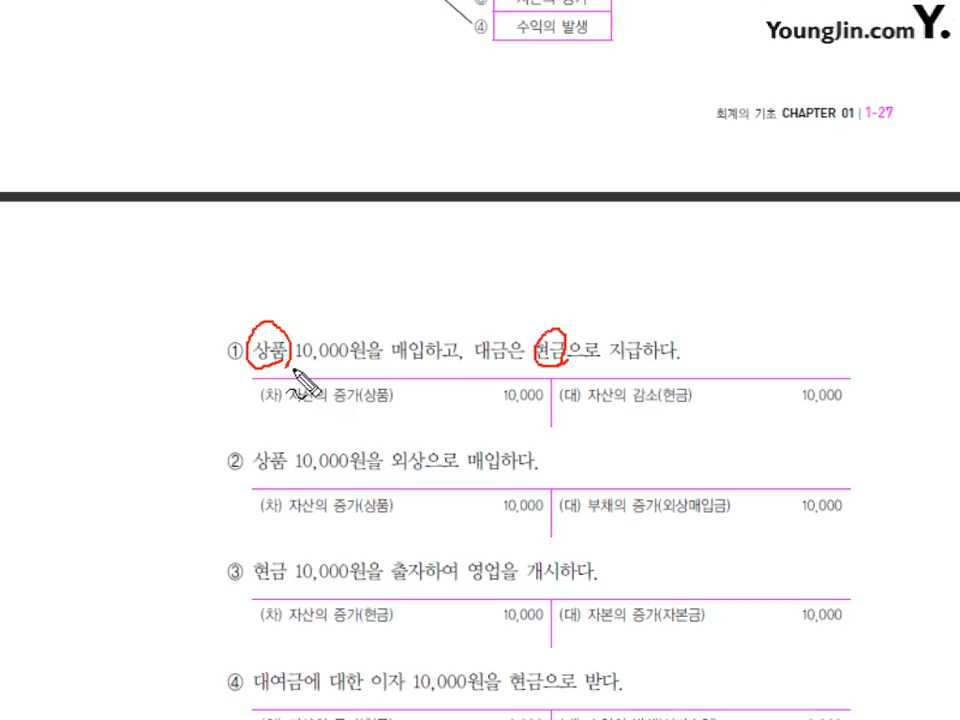 ④ 수익의 발생
YoungJin.com Y.
회계의 기초 CHAPTER 01 | 1-27
① 상품 10,000원을 매입하고, 대금은 현금으로 지급하다.
(차) 자산의 증가(상품) 10,000 (대) 자산의 감소(현금) 10,000
② 상품 10,000원을 외상으로 매입하다.
(차) 자산의 증가(상품) 10,000 (대) 부채의 증가(외상매입금) 10,000
③ 현금 10,000원을 출자하여 영업을 개시하다.
(차) 자산의 증가(현금) 10,000 (대) 자본의 증가(자본금) 10,000
④ 대여금에 대한 이자 10,000원을 현금으로 받다.